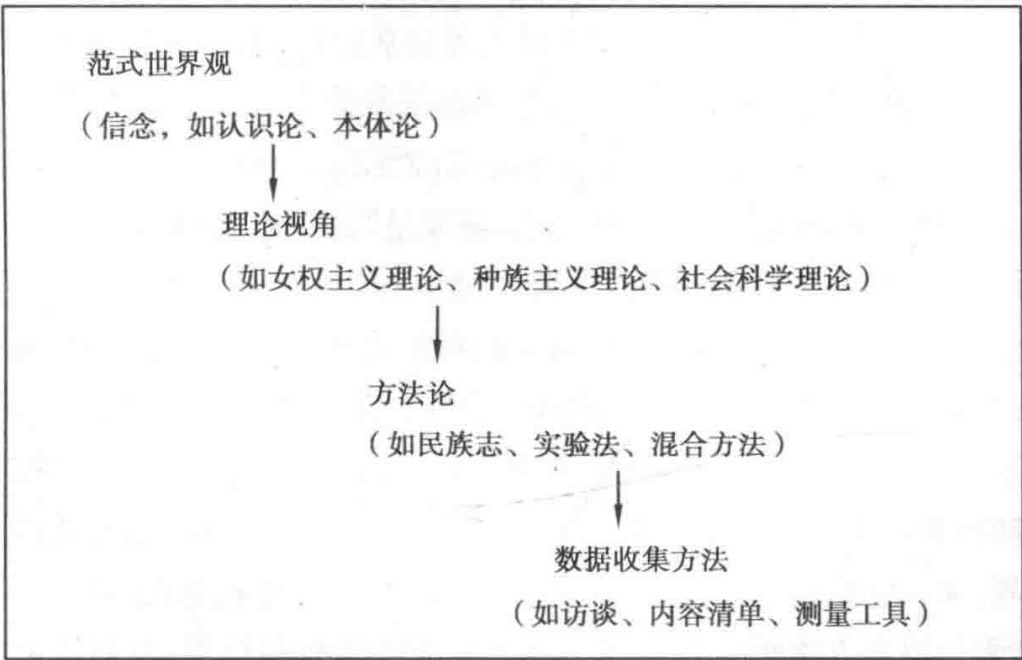 范式世界观
（信念，如认识论、本体论）
理论视角
（如女权主义理论、种族主义理论、社会科学理论）
方法论
（如民族志、实验法、混合方法）
数据收集方法
（如访谈、内容清单、测量工具）